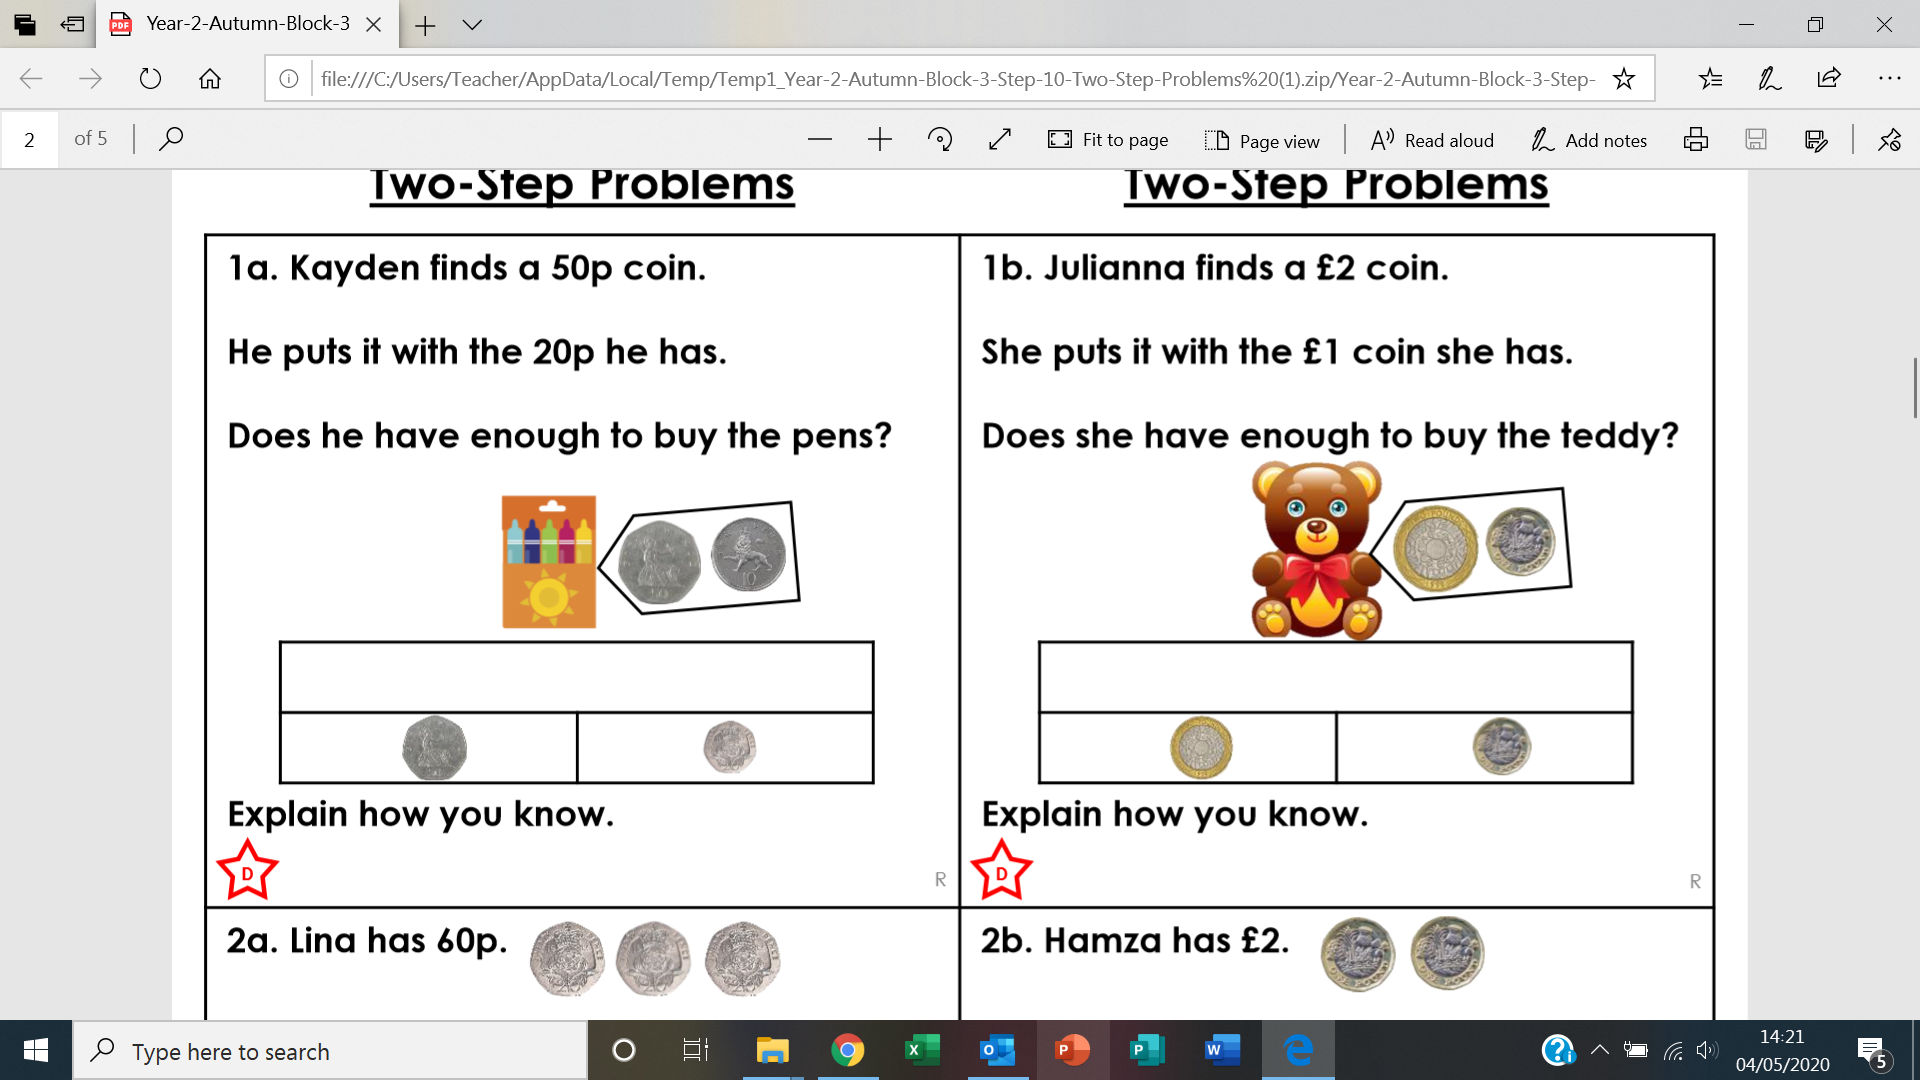 Year-2-Autumn-Block-3
file:///C:/Users/Teacher/AppData/Local/Temp/Temp1_Year-2-Autumn-Block-3-Step-10-Two-Step-Problems%20(1).zip/Year-2-Autumn-Block-3-Step-
2 of 5
Fit to page
Page view
Read aloud
Add notes
Two-Step Problems
Two-Step Problems
1a. Kayden finds a 50p coin.
He puts it with the 20p he has.
Does he have enough to buy the pens?
10
Explain how you know.
D
R
1b. Julianna finds a £2 coin.
She puts it with the £1 coin she has.
Does she have enough to buy the teddy?
Explain how you know.
D
R
2a. Lina has 60p.
2b. Hamza has £2.
Type here to search
14:21
04/05/2020
5